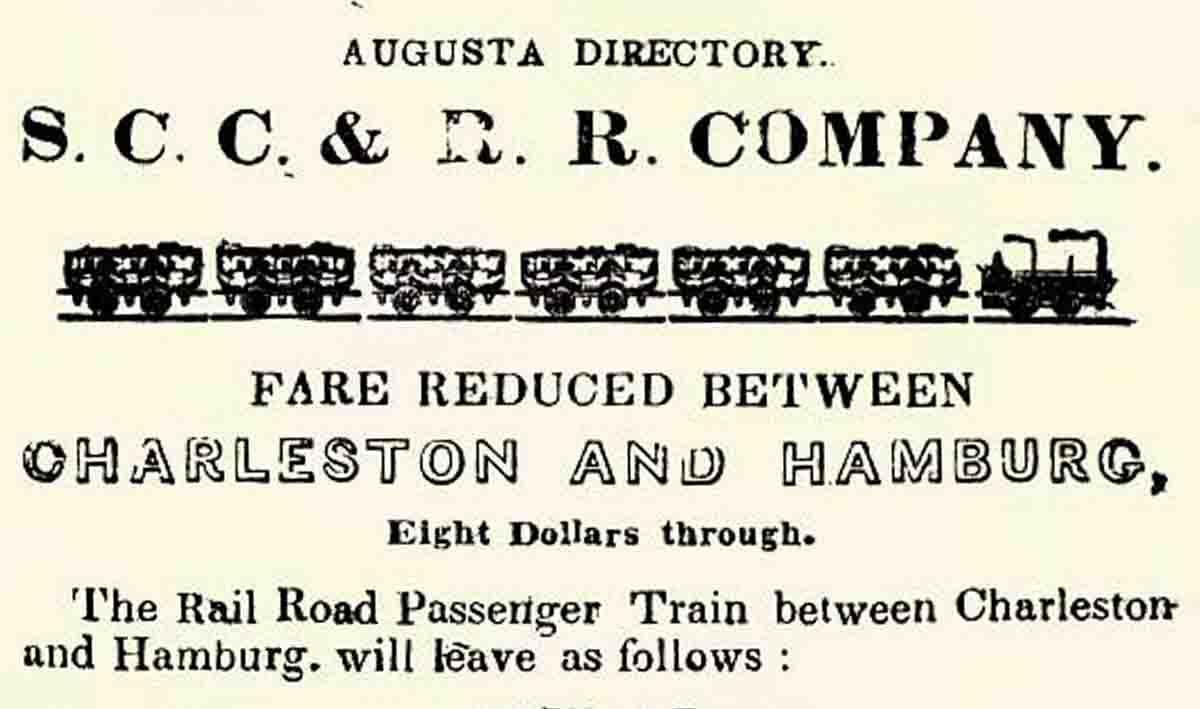 AUGUSTA DIRECTORY.
S. C. C. & R. R. COMPANY.
FARE REDUCED BETWEEN
CHARLESTON AND HAMBURG,
Eight Dollars through.
The Rail Road Passenger Train between Charleston
and Hamburg. will leave as follows :